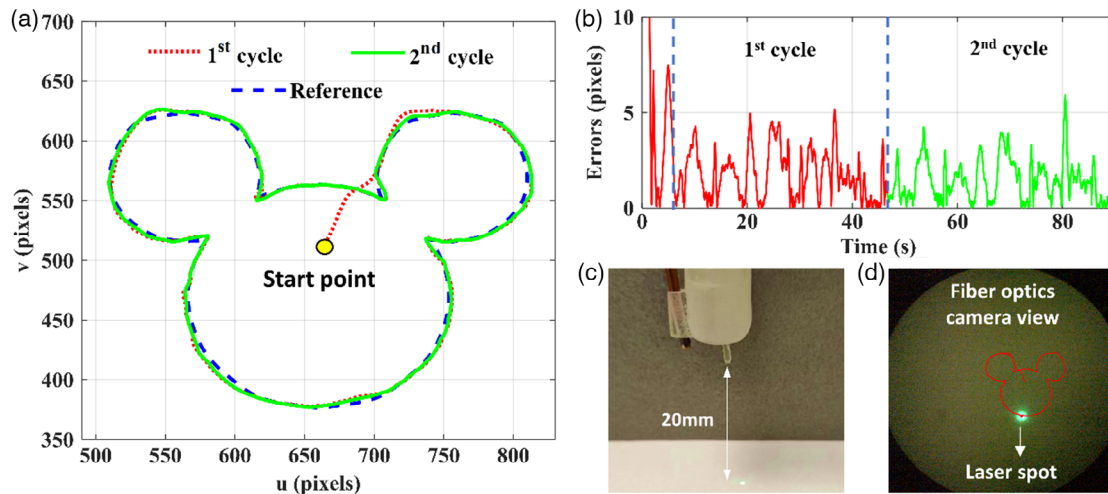 (a)
700
650
600
550
500
450
400
350
v (pixels)
1st cycle
2nd cycle
Reference
Start point
500 550 600 650 700 750 800
u (pixels)
(b)
10
5
0
Errors (pixels)
1st cycle
2nd cycle
0 20 40 60 80
Time (s)
(c)
20mm
(d)
Fiber optics
camera view
Laser spot